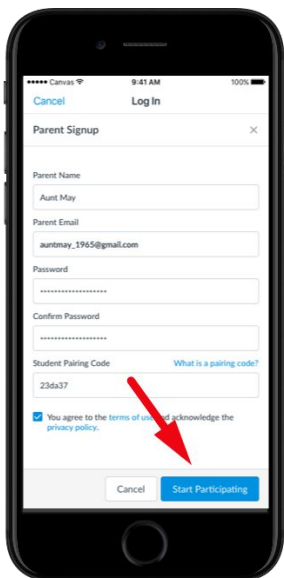 Canvas 9:41 AM 100%
Cancel Log In
Parent Signup ×
Parent Name
Aunt May
Parent Email
auntmay_1965@gmail.com
Password
Confirm Password
Student Pairing Code What is a pairing code?
23da37
You agree to the terms of use and acknowledge the
privacy policy.
Cancel Start Participating